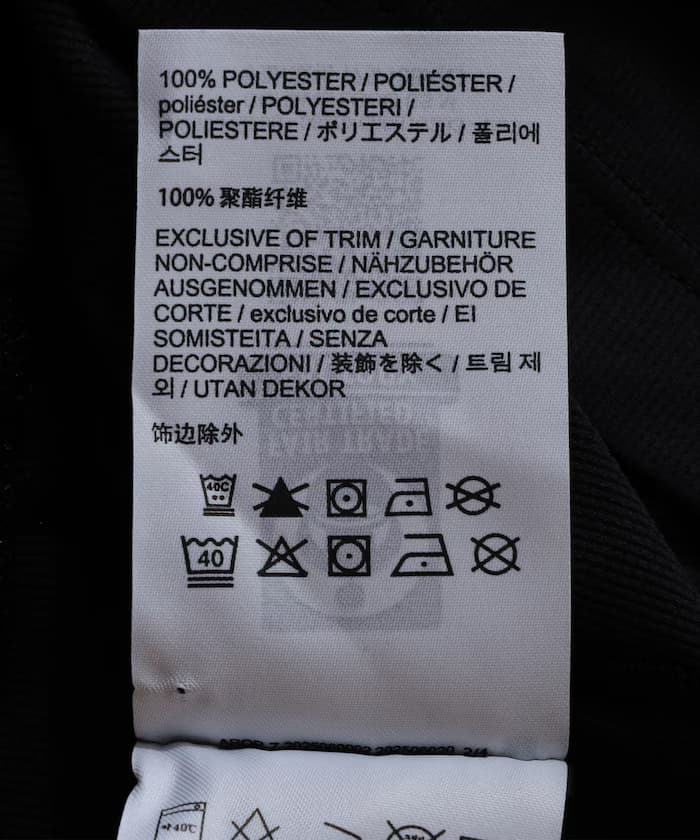 100% POLYESTER / POLIÉSTER /
poliéster / POLYESTERI /
POLIESTERE / ポリエステル / 폴리에
스터
100% 聚酯纤维
EXCLUSIVE OF TRIM / GARNITURE
NON-COMPRISE / NÄHZUBEHÖR
AUSGENOMMEN / EXCLUSIVO DE
CORTE / exclusivo de corte / EI
SOMISTEITA / SENZA
DECORAZIONI / 装飾を除く / 트림 제
외 / UTAN DEKOR
饰边除外
40C
40
40°C